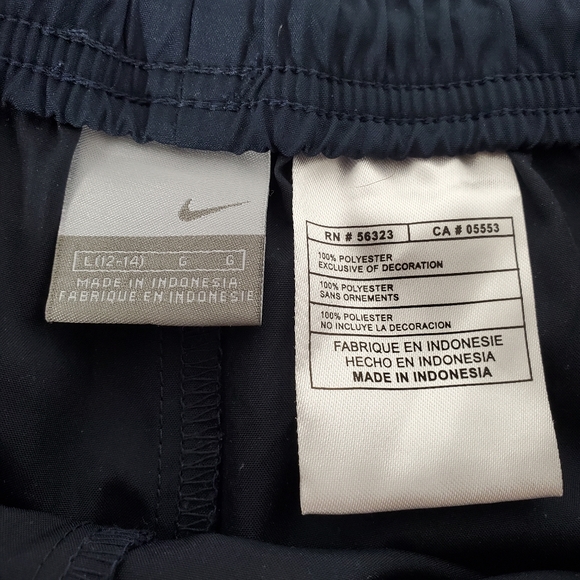 L(12-14) G G
MADE IN INDONESIA
FABRIQUE EN INDONESIE
RN # 56323 CA # 05553
100% POLYESTER
EXCLUSIVE OF DECORATION
100% POLYESTER
SANS ORNEMENTS
100% POLIESTER
NO INCLUYE LA DECORACION
FABRIQUE EN INDONESIE
HECHO EN INDONESIA
MADE IN INDONESIA